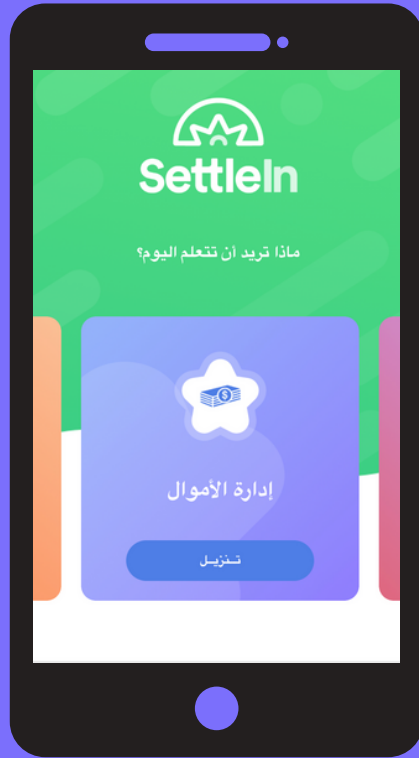 SettleIn
ماذا تريد أن تتعلم اليوم؟
إدارة الأموال
تنزيل